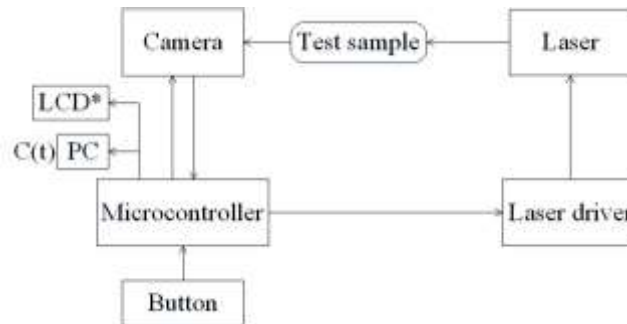 Camera
Test sample
Laser
LCD*
C(t) PC
Microcontroller
Laser driver
Button